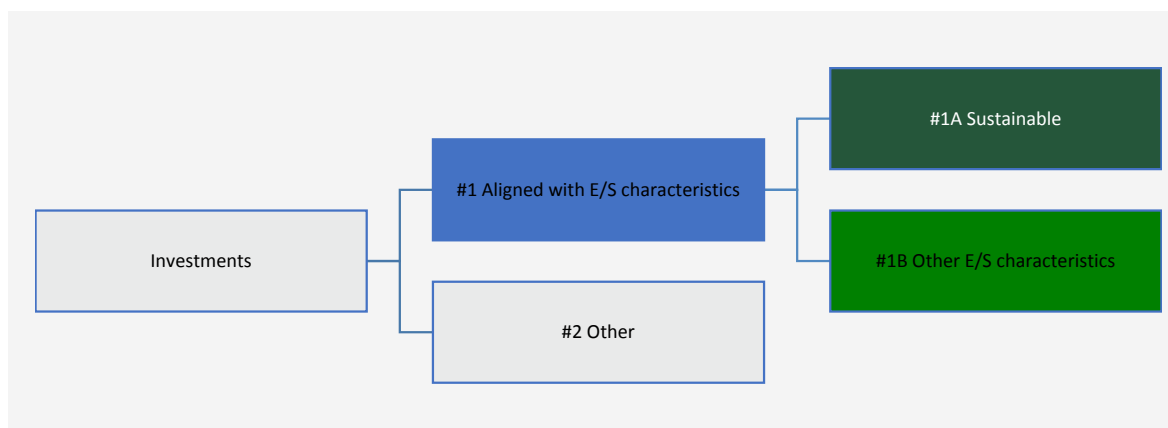 Investments
#1 Aligned with E/S characteristics
#2 Other
#1A Sustainable
#1B Other E/S characteristics